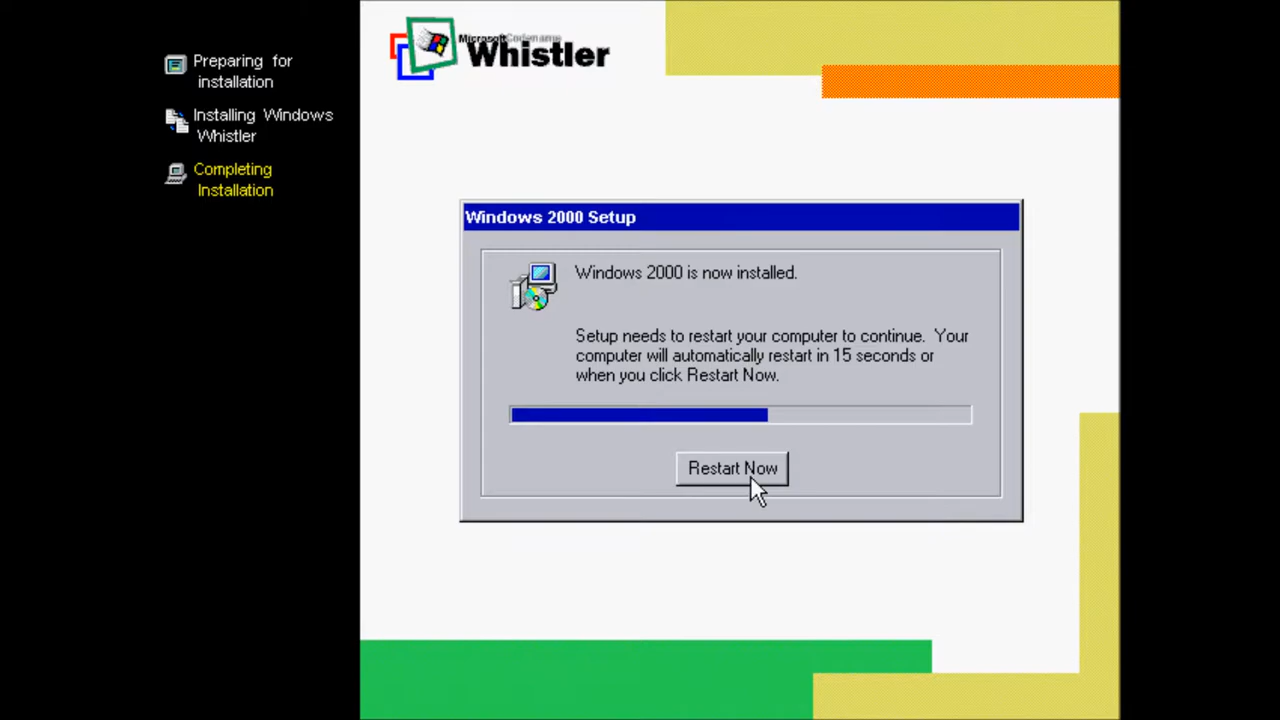 Preparing for
installation
Installing Windows
Whistler
Completing
Installation
Microsoft Codename
Whistler
Windows 2000 Setup
Windows 2000 is now installed.
Setup needs to restart your computer to continue. Your
computer will automatically restart in 15 seconds or
when you click Restart Now.
Restart Now